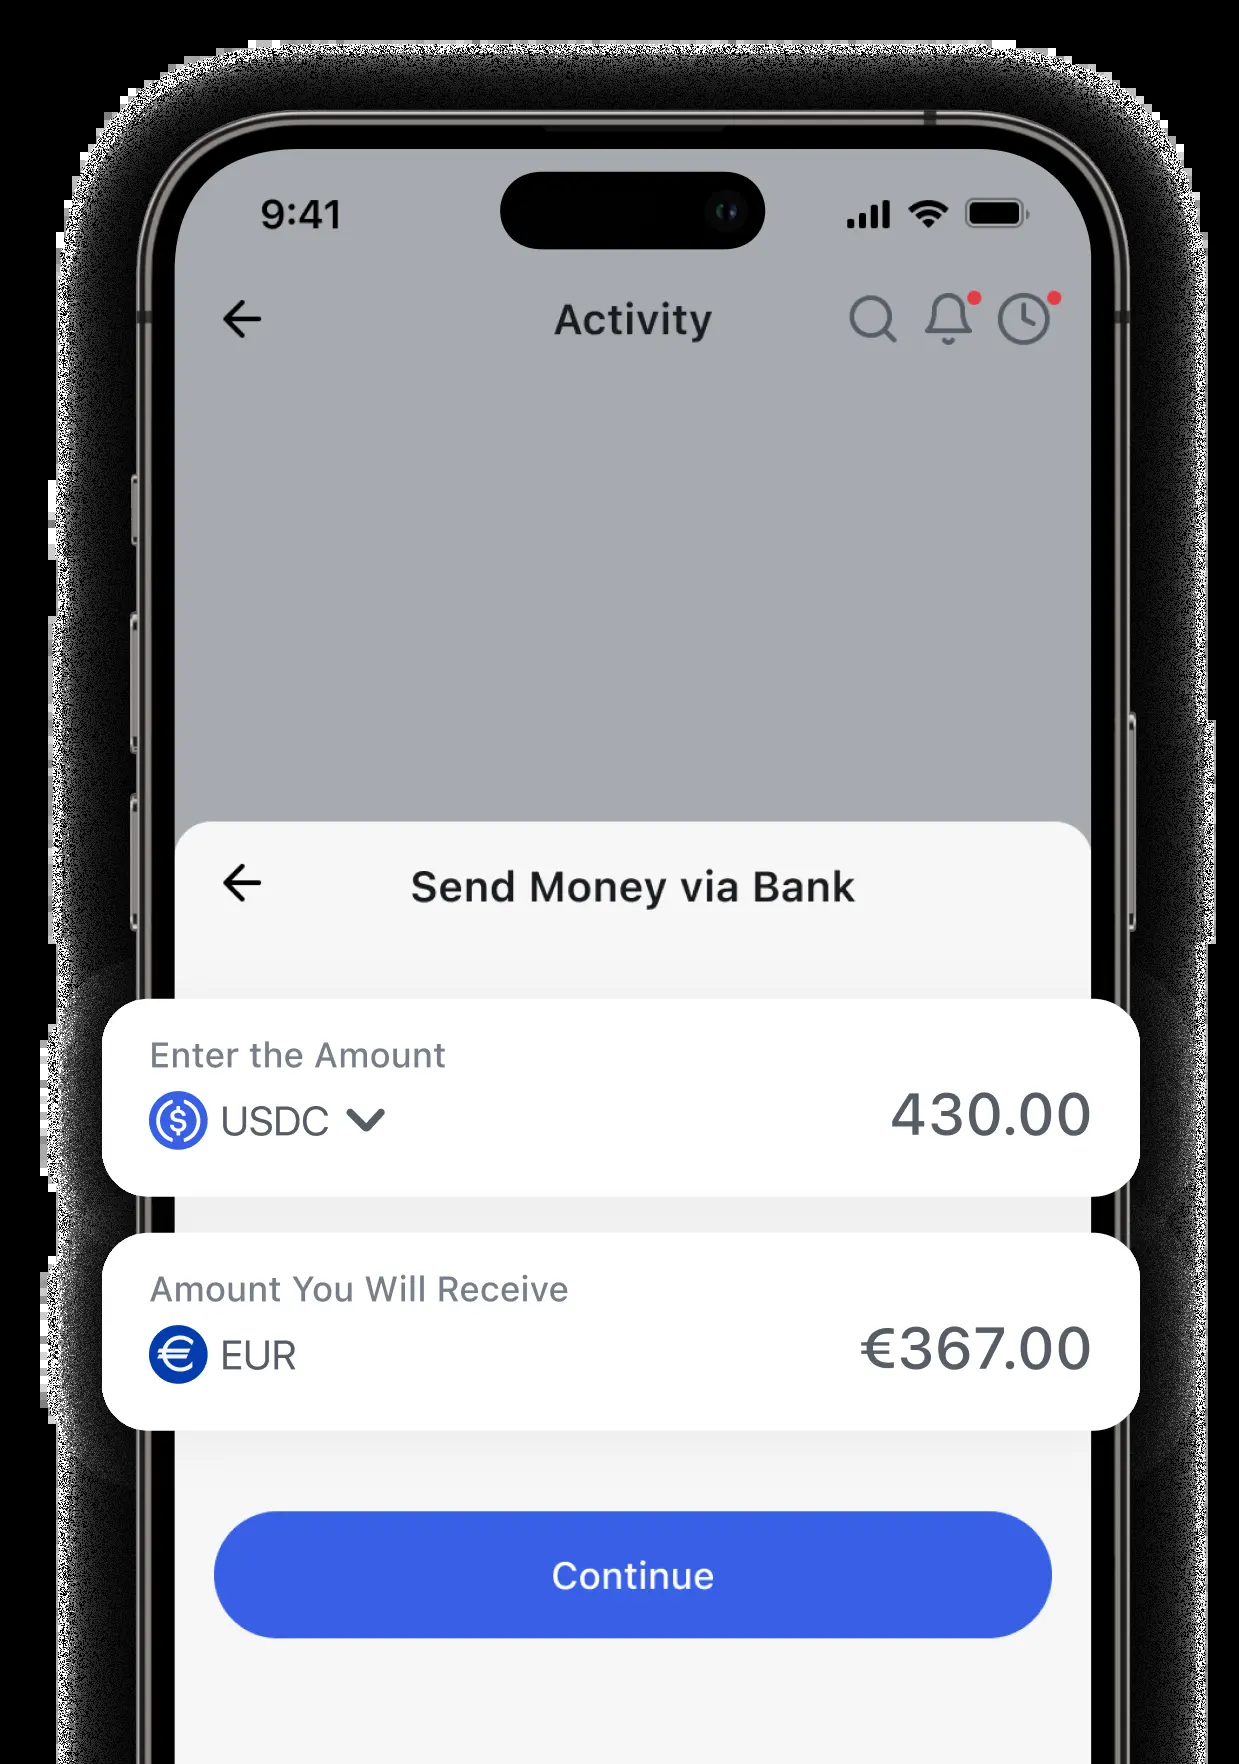 9:41
Activity
Send Money via Bank
Enter the Amount
USDC 430.00
Amount You Will Receive
EUR €367.00
Continue